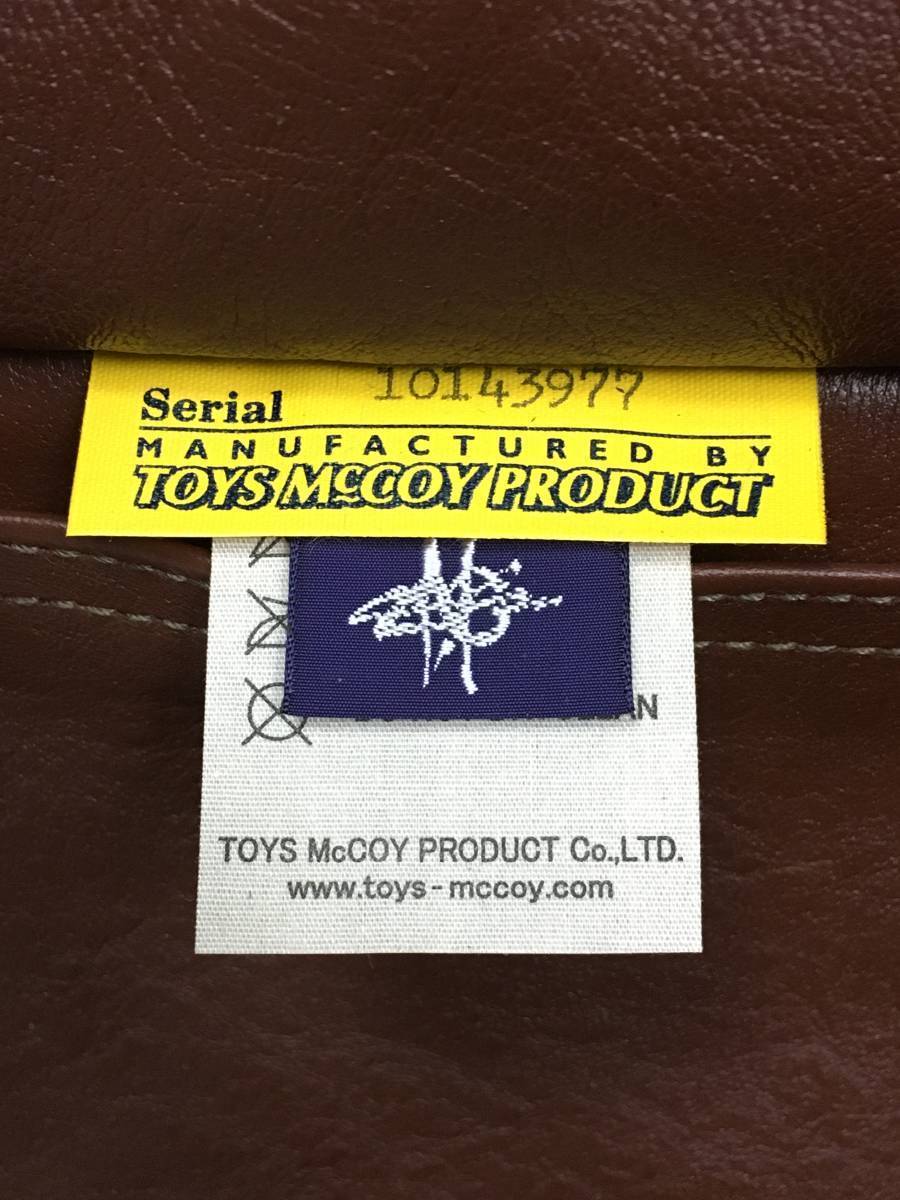 Serial 10143977
MANUFACTURED BY
TOYS McCOY PRODUCT
TOYS McCOY PRODUCT Co.,LTD.
www.toys-mccoy.com